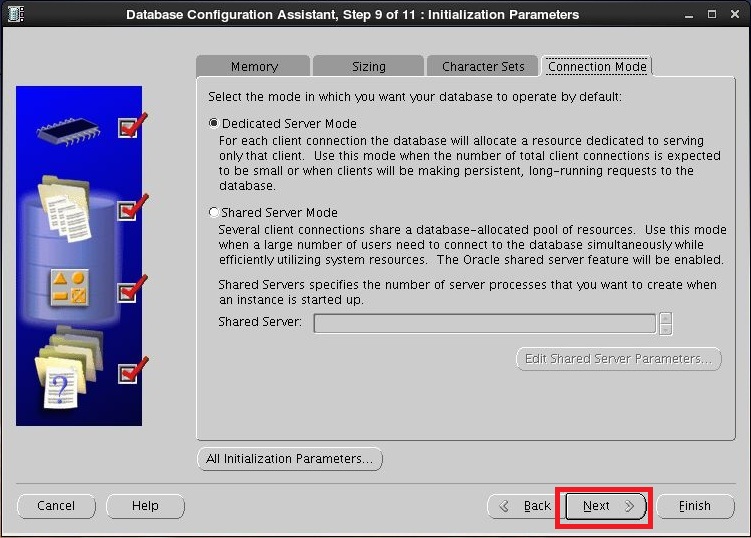 Database Configuration Assistant, Step 9 of 11 : Initialization Parameters
Memory
Sizing
Character Sets
Connection Mode
Select the mode in which you want your database to operate by default:
Dedicated Server Mode
For each client connection the database will allocate a resource dedicated to serving
only that client. Use this mode when the number of total client connections is expected
to be small or when clients will be making persistent, long-running requests to the
database.
Shared Server Mode
Several client connections share a database-allocated pool of resources. Use this mode
when a large number of users need to connect to the database simultaneously while
efficiently utilizing system resources. The Oracle shared server feature will be enabled.
Shared Servers specifies the number of server processes that you want to create when
an instance is started up.
Shared Server:
Edit Shared Server Parameters...
?
All Initialization Parameters...
Cancel
Help
Back
Next
Finish